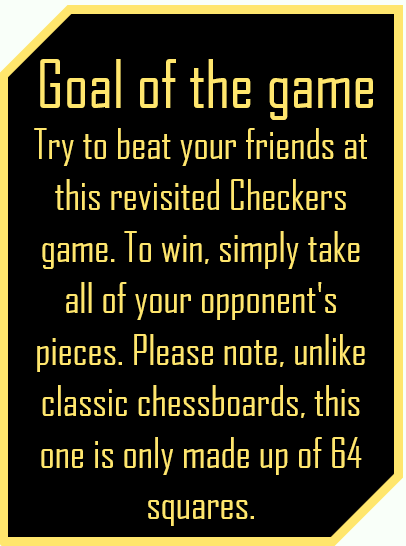 Goal of the game
Try to beat your friends at
this revisited Checkers
game. To win, simply take
all of your opponent's
pieces. Please note, unlike
classic chessboards, this
one is only made up of 64
squares.